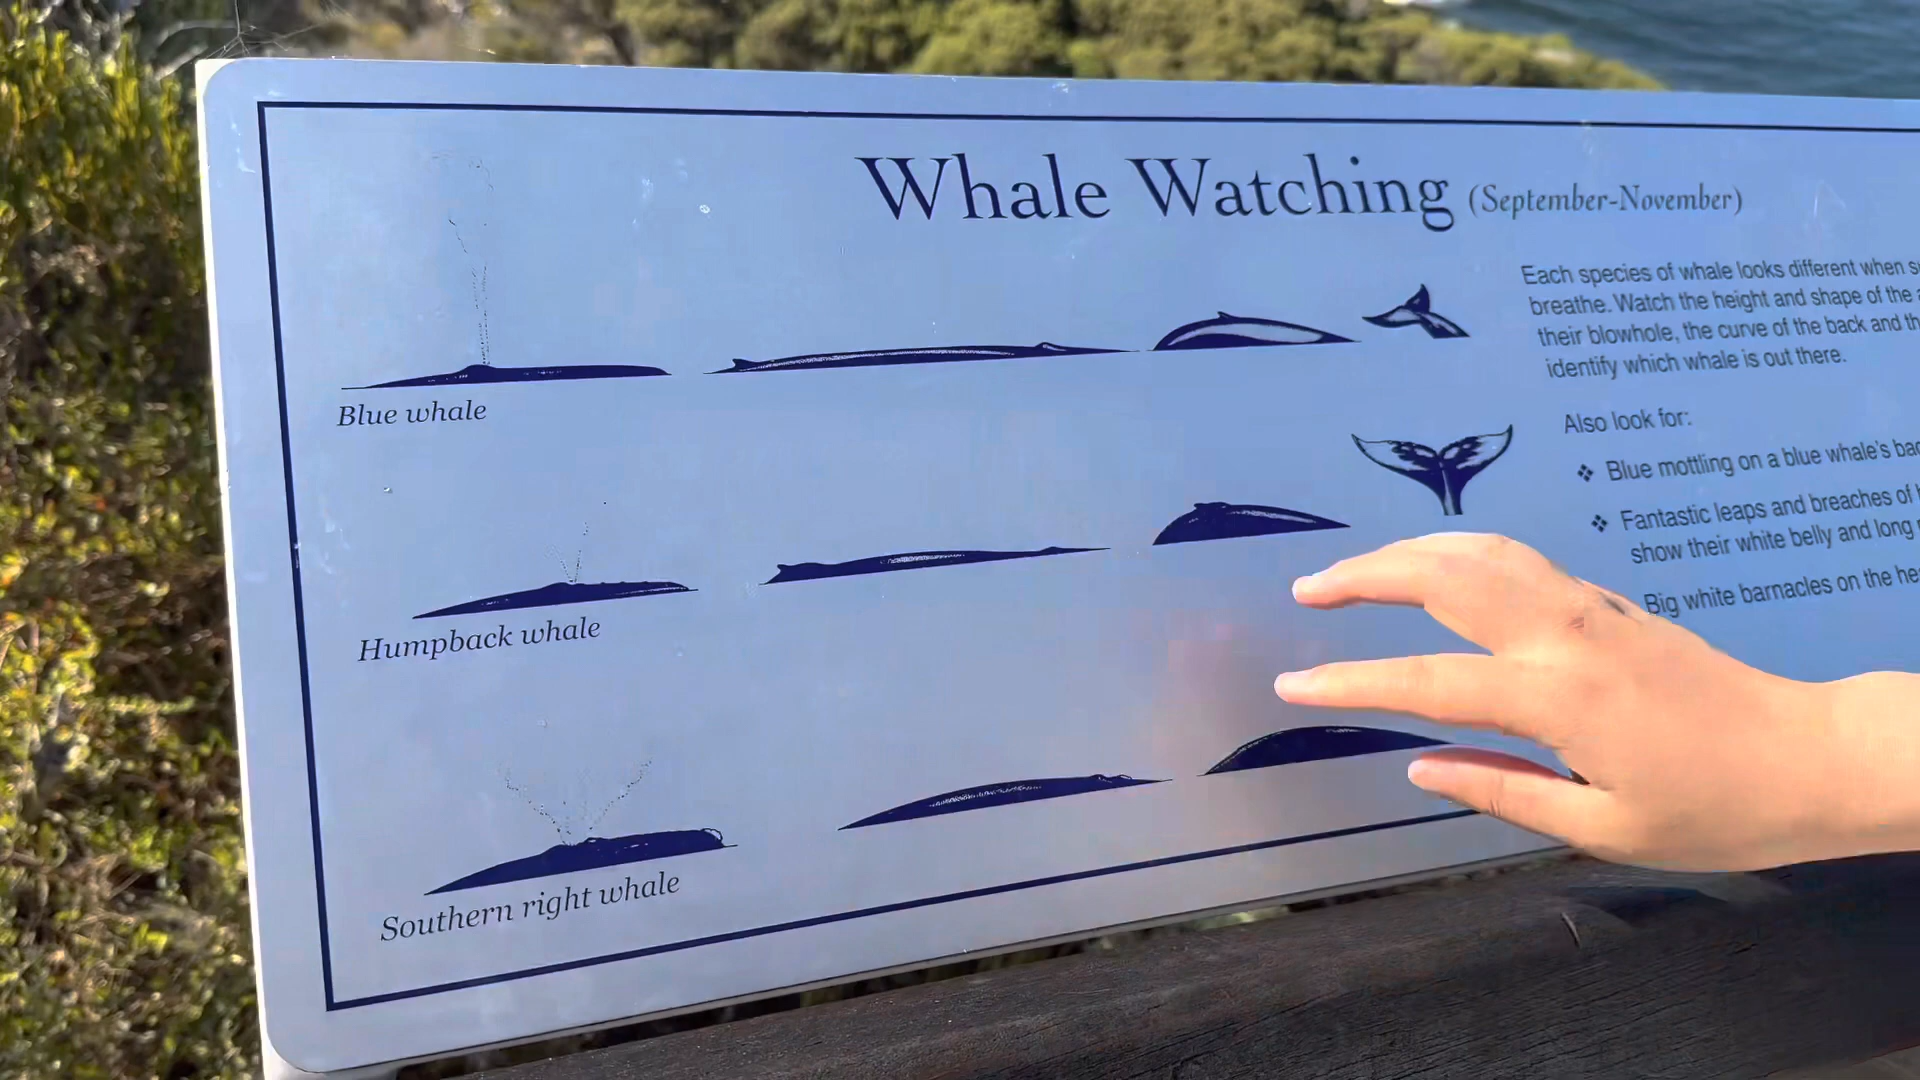 Whale Watching (September-November)
Blue whale
Humpback whale
Southern right whale
Each species of whale looks different when
breathe. Watch the height and shape of the
their blowhole, the curve of the back and
identify which whale is out there.
Also look for:
❖ Blue mottling on a blue whale's
❖ Fantastic leaps and breaches of
show their white belly and long
Big white barnacles on the